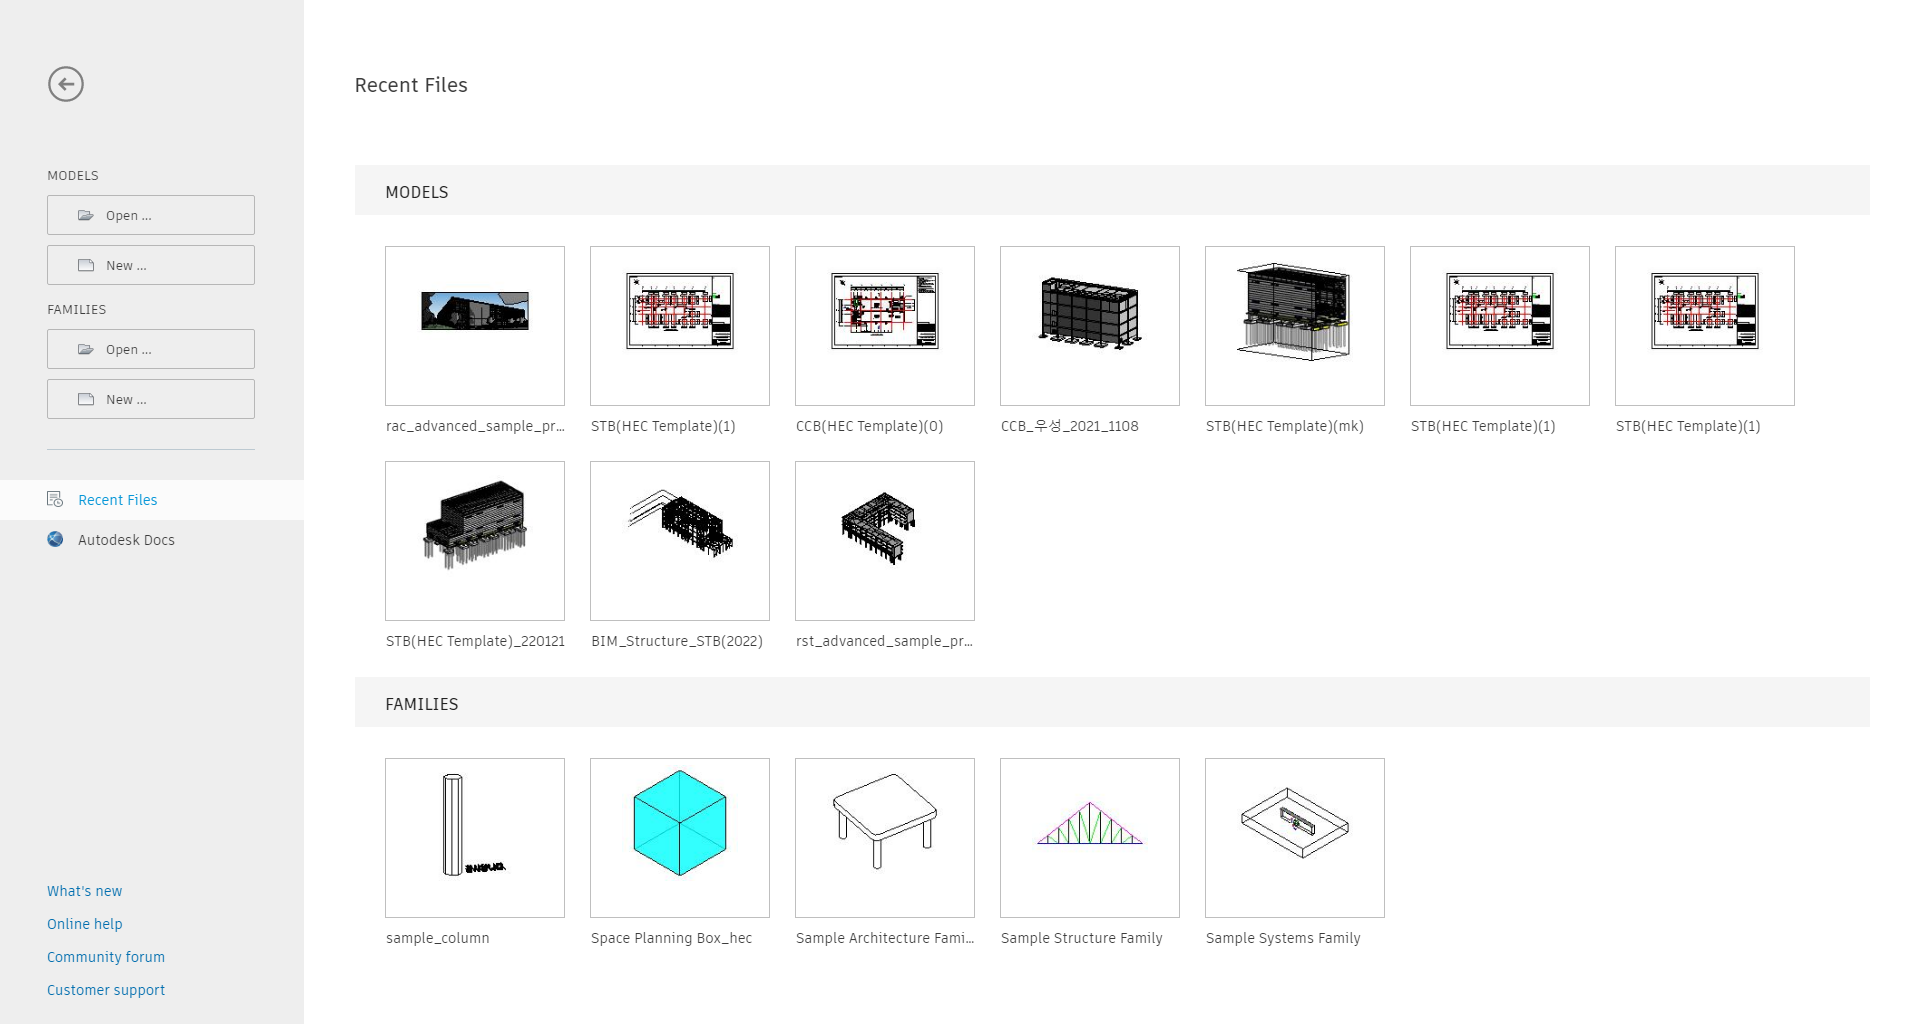 Recent Files
MODELS
Open ...
New ...
FAMILIES
Open ...
New ...
Recent Files
Autodesk Docs
What's new
Online help
Community forum
Customer support
MODELS
rac_advanced_sample_pr...
STB(HEC Template)(1)
CCB(HEC Template)(0)
CCB_우성_2021_1108
STB(HEC Template)(mk)
STB(HEC Template)(1)
STB(HEC Template)(1)
STB(HEC Template)_220121
BIM_Structure_STB(2022)
rst_advanced_sample_pr...
FAMILIES
sample_column
Space Planning Box_hec
Sample Architecture Fami...
Sample Structure Family
Sample Systems Family